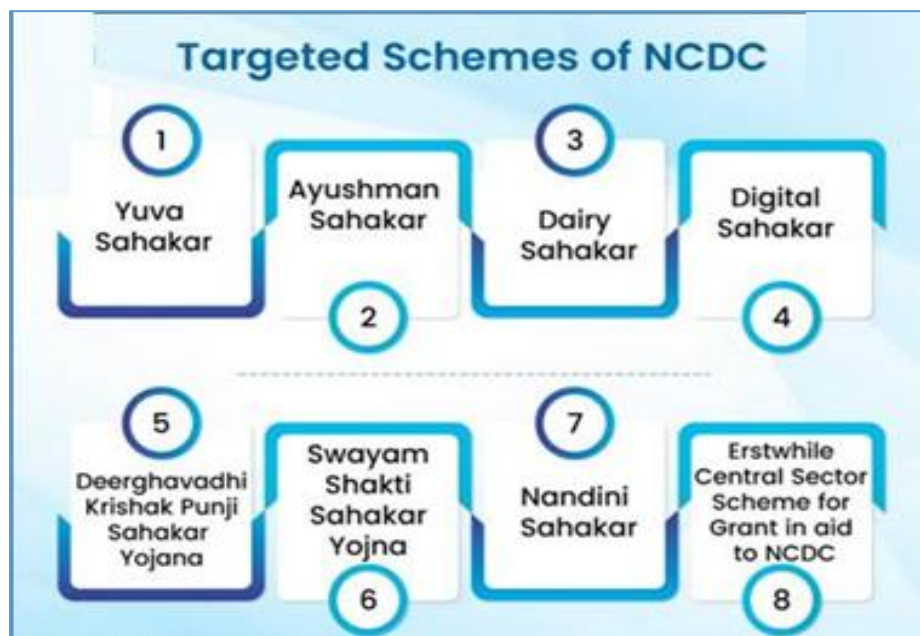 Targeted Schemes of NCDC
1
Yuva
Sahakar
Ayushman
Sahakar
2
3
Dairy
Sahakar
Digital
Sahakar
4
5
Deerghavadhi
Krishak Punji
Sahakar
Yojana
Swayam
Shakti
Sahakar
Yojna
6
7
Nandini
Sahakar
Erstwhile
Central Sector
Scheme for
Grant in aid
to NCDC
8